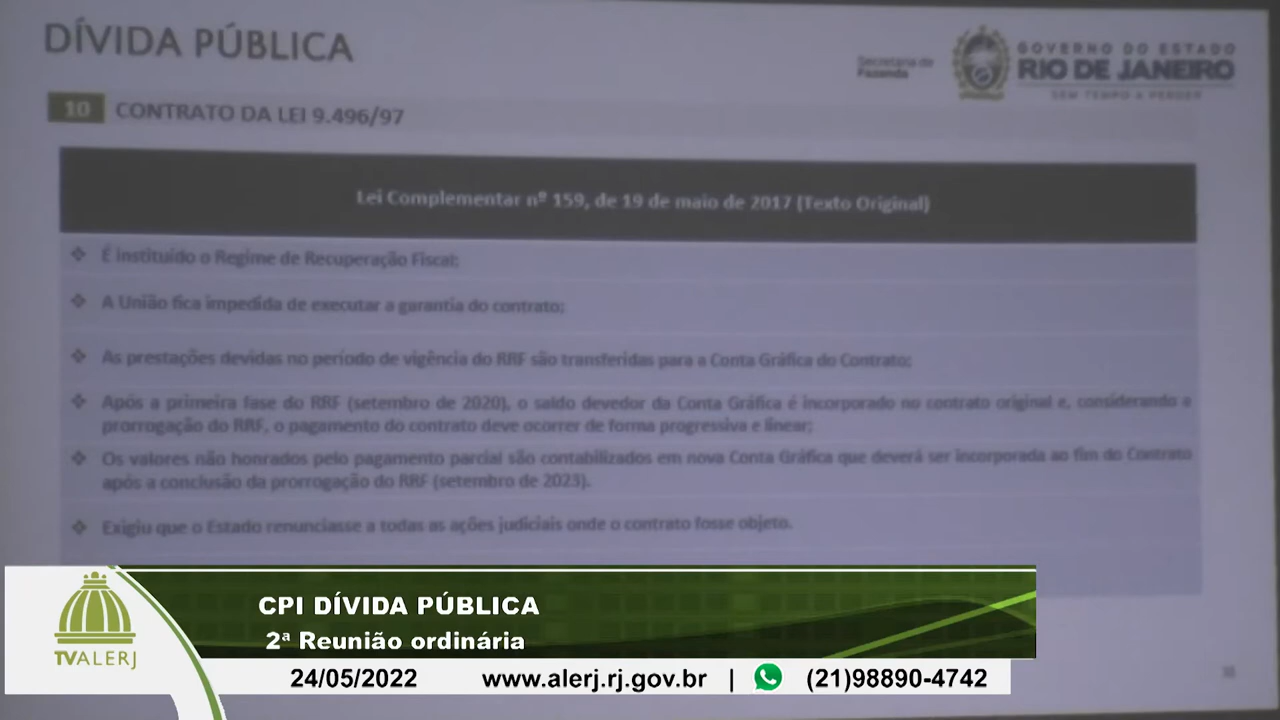 DÍVIDA PÚBLICA
Secretaria de
Fazenda
GOVERNO DO ESTADO
RIO DE JANEIRO
SEM TEMPO A PERDER
10 CONTRATO DA LEI 9.496/97
Lei Complementar nº 159, de 19 de maio de 2017 (Texto Original)
❖ É instituído o Regime de Recuperação Fiscal;
❖ A União fica impedida de executar a garantia do contrato;
❖ As prestações devidas no período de vigência do RRF são transferidas para a Conta Gráfica do Contrato;
❖ Após a primeira fase do RRF (setembro de 2020), o saldo devedor da Conta Gráfica é incorporado no contrato original e, considerando a
prorrogação do RRF, o pagamento do contrato deve ocorrer de forma progressiva e linear;
❖ Os valores não honrados pelo pagamento parcial são contabilizados em nova Conta Gráfica que deverá ser incorporada ao fim do Contrato
após a conclusão da prorrogação do RRF (setembro de 2023).
❖ Exigiu que o Estado renunciasse a todas as ações judiciais onde o contrato fosse objeto.
CPI DÍVIDA PÚBLICA
2ª Reunião ordinária
TVALERJ
24/05/2022 www.alerj.rj.gov.br | (21)98890-4742